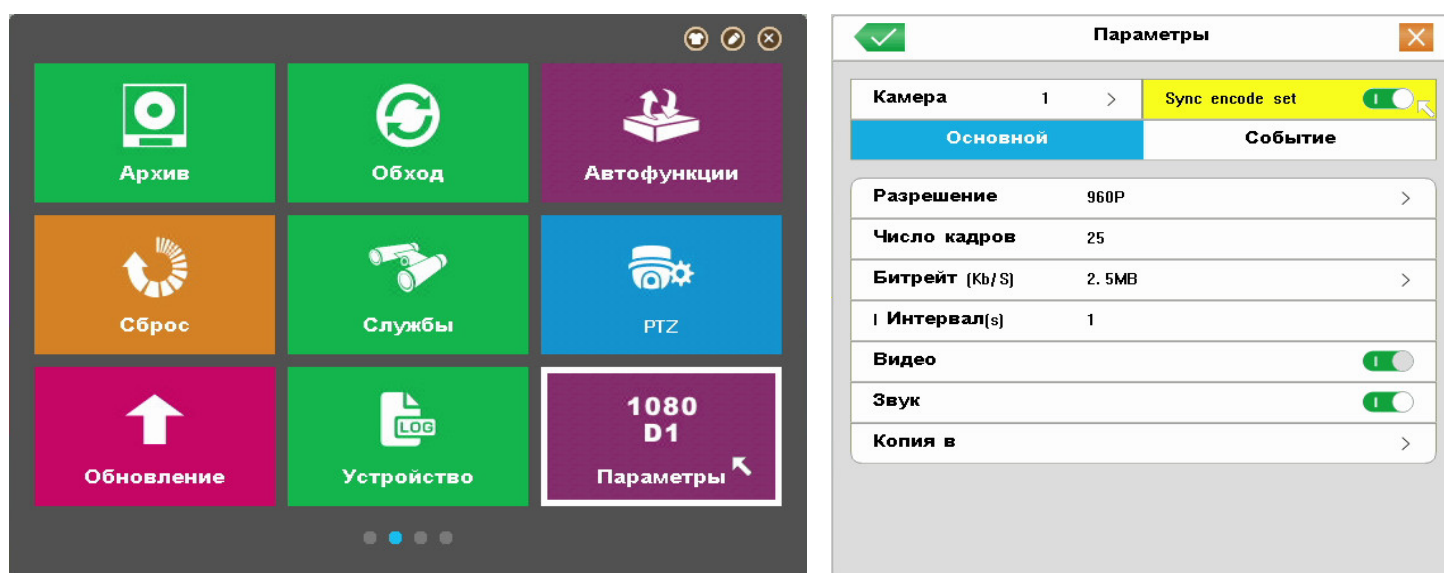 Архив
Обход
Автофункции
Сброс
Службы
PTZ
LOG
1080
D1
Обновление
Устройство
Параметры
Параметры
Камера 1 > Sync encode set
Основной Событие
Разрешение 960P >
Число кадров 25
Битрейт (Kb/S) 2.5MB >
I Интервал(s) 1
Видео
Звук
Копия в >